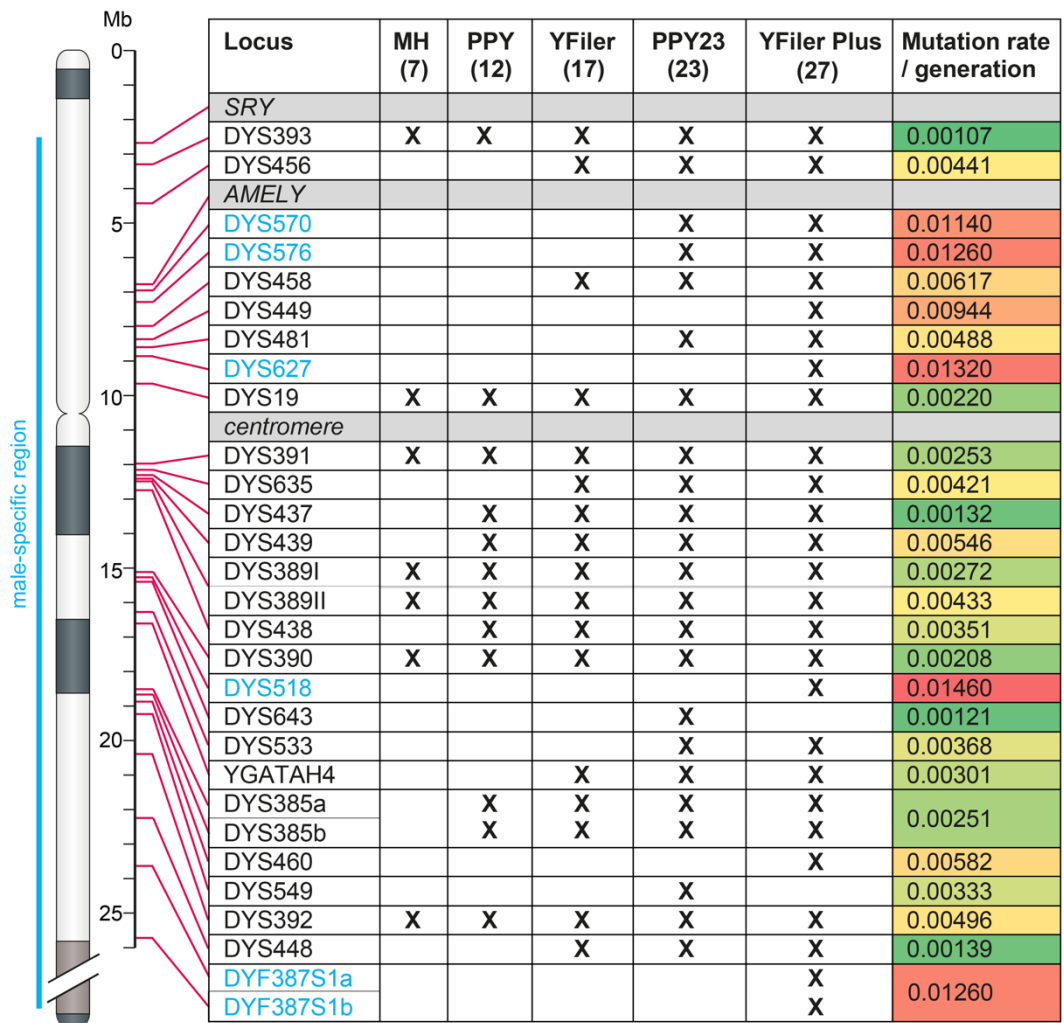 Mb
0
5
10
15
20
25
male-specific region
Locus MH (7) PPY (12) YFiler (17) PPY23 (23) YFiler Plus (27) Mutation rate / generation
SRY
DYS393 X X X X X 0.00107
DYS456 X X X 0.00441
AMELY
DYS570 X X 0.01140
DYS576 X X 0.01260
DYS458 X X X 0.00617
DYS449 X 0.00944
DYS481 X X 0.00488
DYS627 X 0.01320
DYS19 X X X X X 0.00220
centromere
DYS391 X X X X X 0.00253
DYS635 X X X 0.00421
DYS437 X X X X 0.00132
DYS439 X X X X 0.00546
DYS389I X X X X X 0.00272
DYS389II X X X X X 0.00433
DYS438 X X X X 0.00351
DYS390 X X X X X 0.00208
DYS518 X 0.01460
DYS643 X 0.00121
DYS533 X X 0.00368
YGATAH4 X X X 0.00301
DYS385a X X X X 0.00251
DYS385b X X X X
DYS460 X 0.00582
DYS549 X 0.00333
DYS392 X X X X X 0.00496
DYS448 X X X 0.00139
DYF387S1a X 0.01260
DYF387S1b X